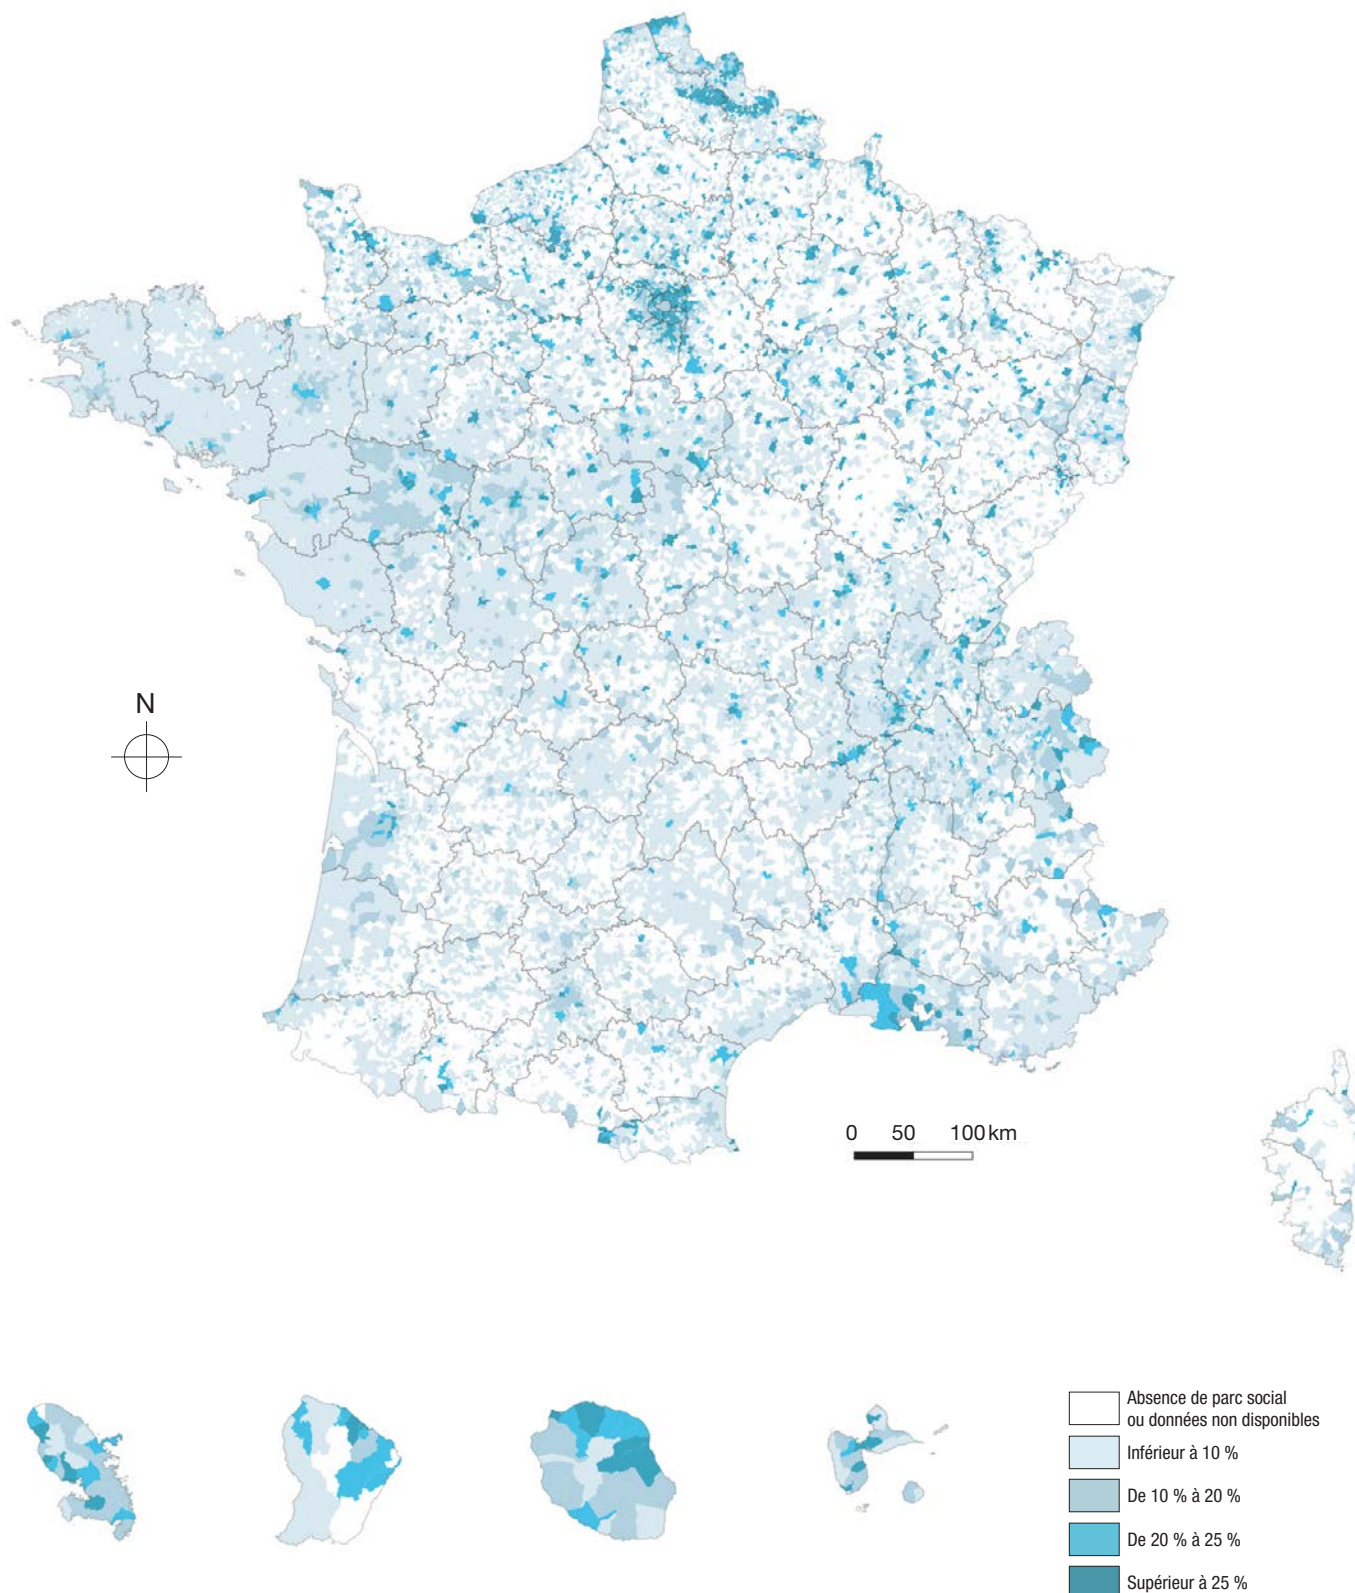 N
0 50 100 km
Absence de parc social
ou données non disponibles
Inférieur à 10 %
De 10 % à 20 %
De 20 % à 25 %
Supérieur à 25 %